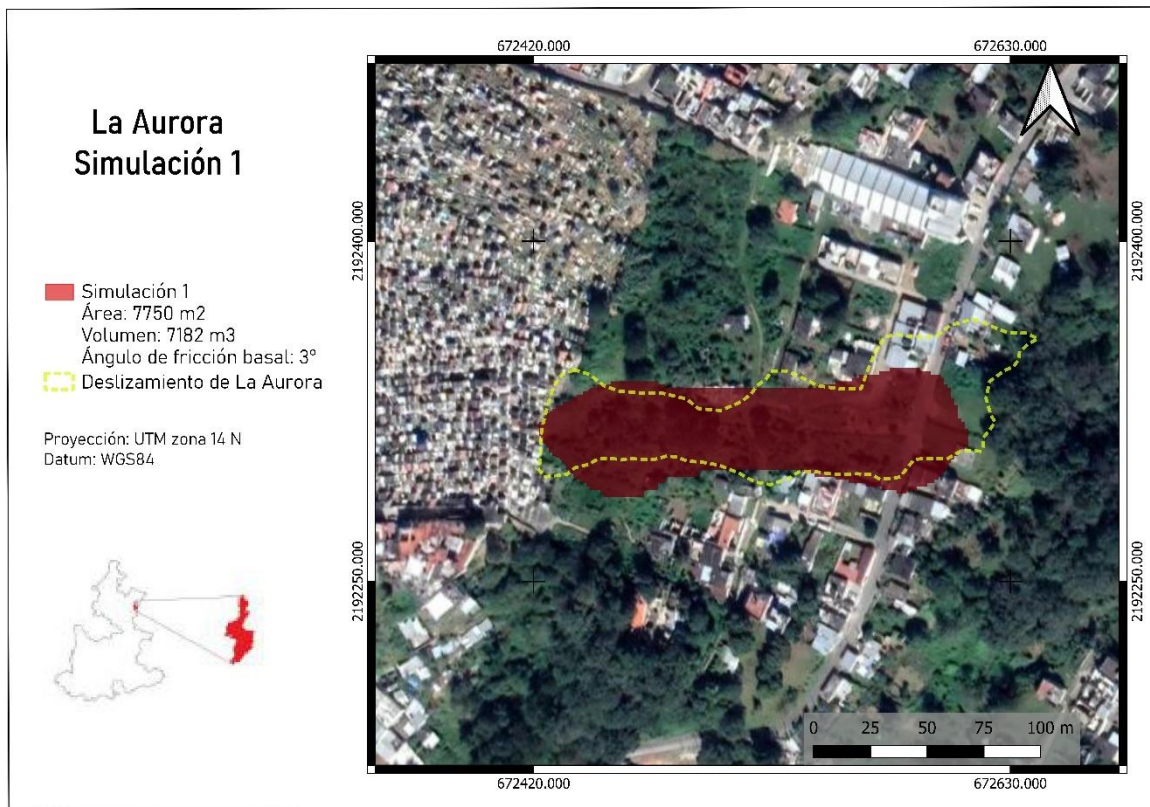 La Aurora
Simulación 1
Simulación 1
Área: 7750 m2
Volumen: 7182 m3
Ángulo de fricción basal: 3º
Deslizamiento de La Aurora
Proyección: UTM zona 14 N
Datum: WGS84
672420.000
672630.000
2192400.000
2192400.000
2192250.000
2192250.000
0 25 50 75 100 m
672420.000
672630.000